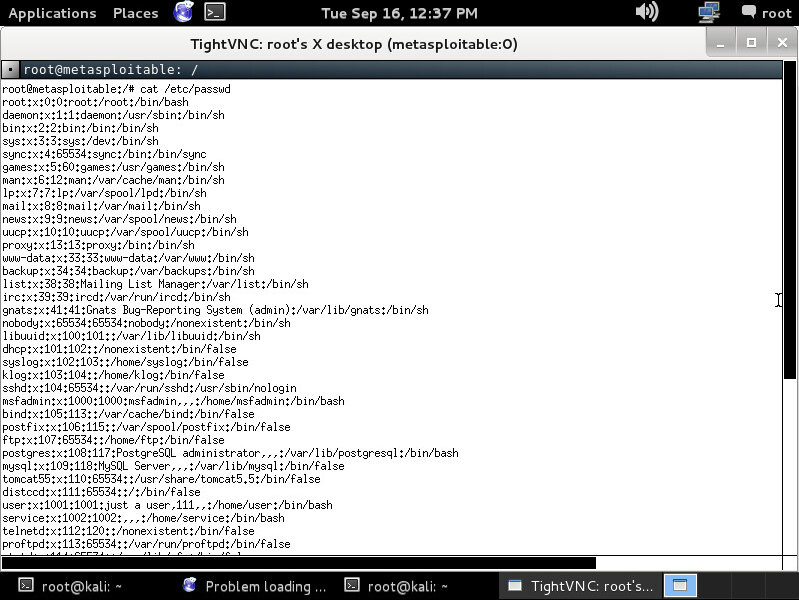 Applications Places Tue Sep 16, 12:37 PM root
TightVNC: root's X desktop (metasploitable:0)
root@metasploitable: /
root@metasploitable:/# cat /etc/passwd
root:x:0:0:root:/root:/bin/bash
daemon:x:1:1:daemon:/usr/sbin:/bin/sh
bin:x:2:2:bin:/bin:/bin/sh
sys:x:3:3:sys:/dev:/bin/sh
sync:x:4:65534:sync:/bin:/bin/sync
games:x:5:60:games:/usr/games:/bin/sh
man:x:6:12:man:/var/cache/man:/bin/sh
lp:x:7:7:lp:/var/spool/lpd:/bin/sh
mail:x:8:8:mail:/var/mail:/bin/sh
news:x:9:9:news:/var/spool/news:/bin/sh
uucp:x:10:10:uucp:/var/spool/uucp:/bin/sh
proxy:x:13:13:proxy:/bin:/bin/sh
www-data:x:33:33:www-data:/var/www:/bin/sh
backup:x:34:34:backup:/var/backups:/bin/sh
list:x:38:38:Mailing List Manager:/var/list:/bin/sh
irc:x:39:39:ircd:/var/run/ircd:/bin/sh
gnats:x:41:41:Gnats Bug-Reporting System (admin):/var/lib/gnats:/bin/sh
nobody:x:65534:65534:nobody:/nonexistent:/bin/sh
libuuid:x:100:101::/var/lib/libuuid:/bin/sh
dhcp:x:101:102::/nonexistent:/bin/false
syslog:x:102:103::/home/syslog:/bin/false
klog:x:103:104::/home/klog:/bin/false
sshd:x:104:65534::/var/run/sshd:/usr/sbin/nologin
msfadmin:x:1000:1000:msfadmin,,,:/home/msfadmin:/bin/bash
bind:x:105:113::/var/cache/bind:/bin/false
postfix:x:106:115::/var/spool/postfix:/bin/false
ftp:x:107:65534::/home/ftp:/bin/false
postgres:x:108:117:PostgreSQL administrator,,,:/var/lib/postgresql:/bin/bash
mysql:x:109:118:MySQL Server,,,:/var/lib/mysql:/bin/false
tomcat55:x:110:65534::/usr/share/tomcat5.5:/bin/false
distccd:x:111:65534::/:/bin/false
user:x:1001:1001:just a user,111,,:/home/user:/bin/bash
service:x:1002:1002:,,,:/home/service:/bin/bash
telnetd:x:112:120::/nonexistent:/bin/false
proftpd:x:113:65534::/var/run/proftpd:/bin/false
root@kali: ~ Problem loading ... root@kali: ~ TightVNC: root's...